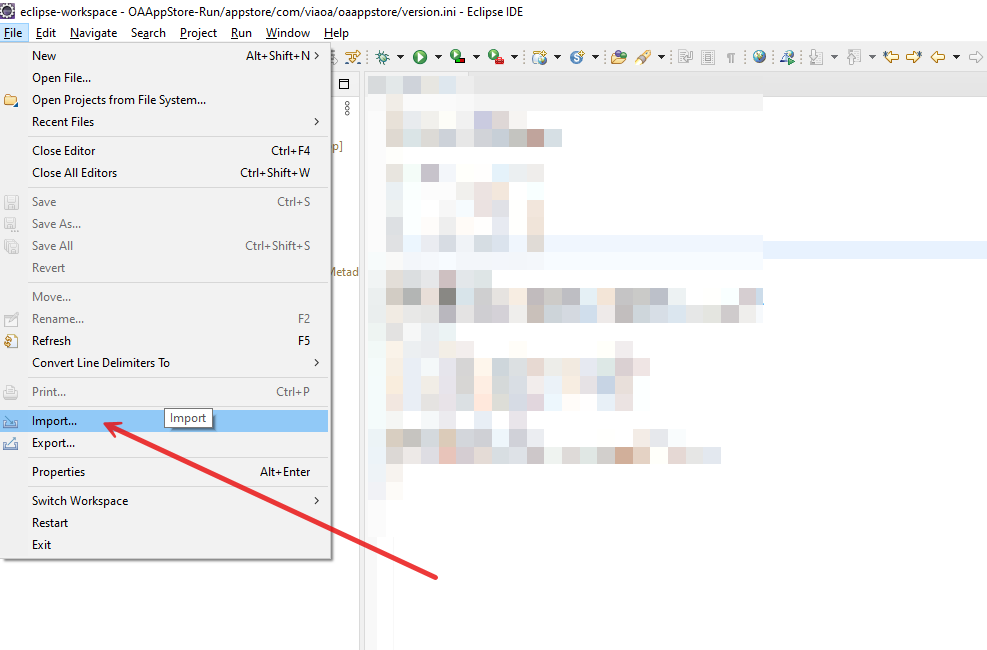 eclipse-workspace - OAAppStore-Run/appstore/com/viaoa/oaappstore/version.ini - Eclipse IDE
File Edit Navigate Search Project Run Window Help
New Alt+Shift+N >
Open File...
Open Projects from File System...
Recent Files >
Close Editor Ctrl+F4
p]
Close All Editors Ctrl+Shift+W
Save Ctrl+S
Save As...
Save All Ctrl+Shift+S
Revert
Metad
Move...
Rename... F2
Refresh F5
Convert Line Delimiters To >
Print... Ctrl+P
Import... Import
Export...
Properties Alt+Enter
Switch Workspace >
Restart
Exit